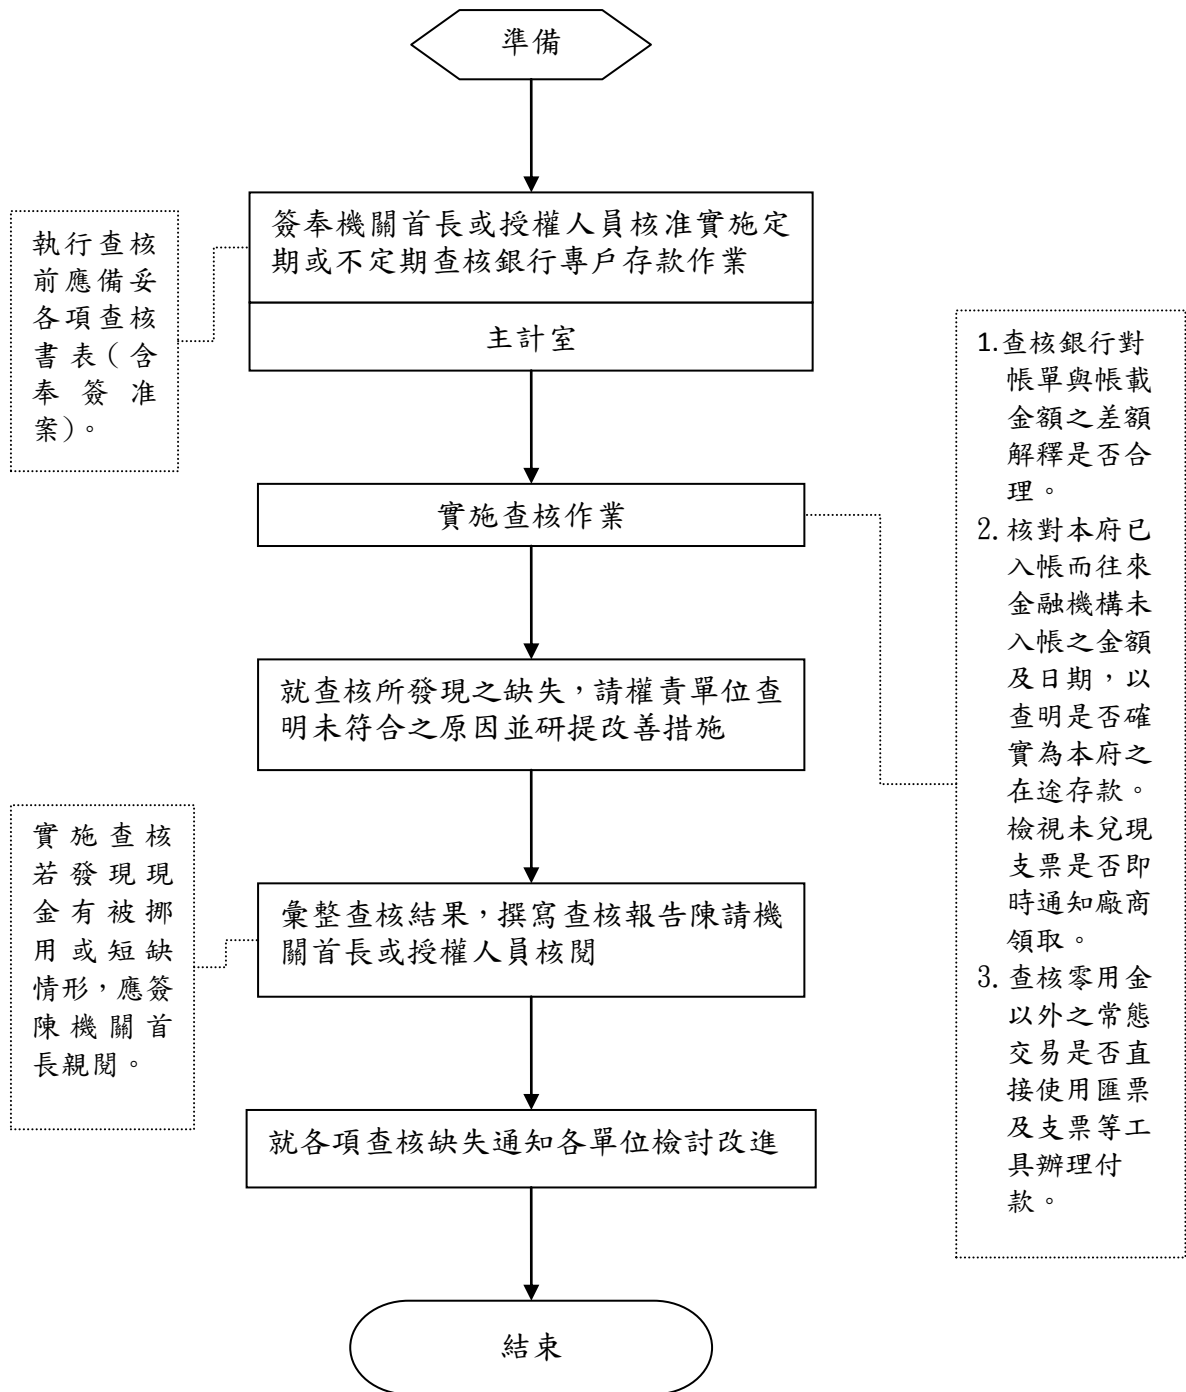 準備
簽奉機關首長或授權人員核准實施定
期或不定期查核銀行專戶存款作業
主計室
執行查核
前應備妥
各項查核
書表(含
奉簽准
案)。
實施查核作業
1.查核銀行對
帳單與帳載
金額之差額
解釋是否合
理。
2.核對本府已
入帳而往來
金融機構未
入帳之金額
及日期，以
查明是否確
實為本府之
在途存款。
檢視未兌現
支票是否即
時通知廠商
領取。
3.查核零用金
以外之常態
交易是否直
接使用匯票
及支票等工
具辦理付
款。
就查核所發現之缺失，請權責單位查
明未符合之原因並研提改善措施
彙整查核結果，撰寫查核報告陳請機
關首長或授權人員核閱
實施查核
若發現現
金有被挪
用或短缺
情形，應簽
陳機關首
長親閱。
就各項查核缺失通知各單位檢討改進
結束